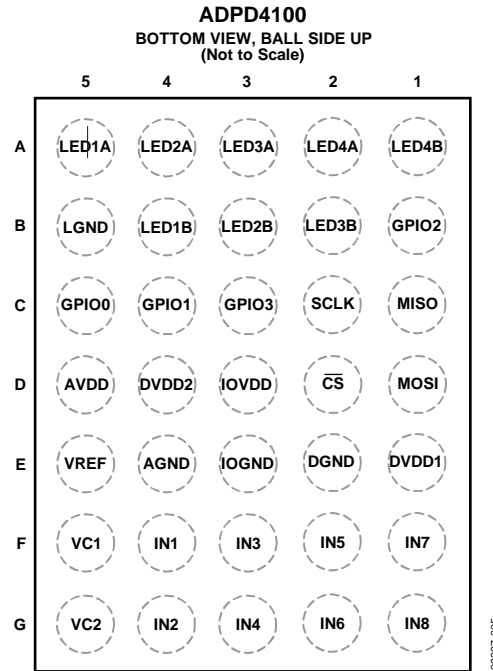 ADPD4100
BOTTOM VIEW, BALL SIDE UP
(Not to Scale)
5 4 3 2 1
A LED1A LED2A LED3A LED4A LED4B
B LGND LED1B LED2B LED3B GPIO2
C GPIO0 GPIO1 GPIO3 SCLK MISO
D AVDD DVDD2 IOVDD CS MOSI
E VREF AGND IOGND DGND DVDD1
F VC1 IN1 IN3 IN5 IN7
G VC2 IN2 IN4 IN6 IN8